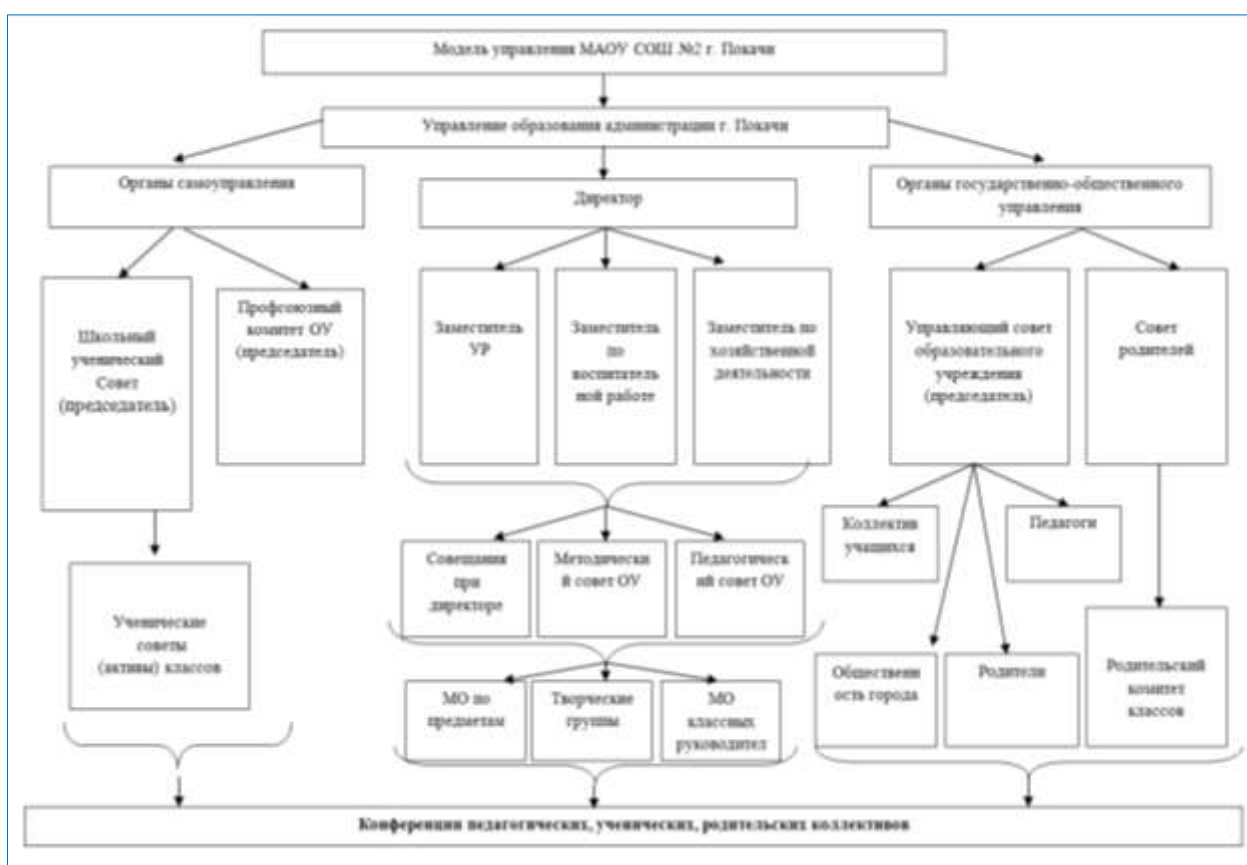 Модель управления МАОУ СОШ №2 г. Покачи
Управление образования администрации г. Покачи
Органы самоуправления
Директор
Органы государственно-общественного
управления
Школьный
ученический
Совет
(председатель)
Профсоюзный
комитет ОУ
(председатель)
Заместитель
УР
Заместитель
по
воспитатель
ной работе
Заместитель по
хозяйственной
деятельности
Управляющий совет
образовательного
учреждения
(председатель)
Совет
родителей
Коллектив
учащихся
Педагоги
Совещания
при
директоре
Методически
й совет ОУ
Педагогическ
ий совет ОУ
Ученические
советы
(активы) классов
Общественн
ость города
Родители
Родительский
комитет
классов
МО по
предметам
Творческие
группы
МО
классных
руководител
Конференции педагогических, ученических, родительских коллективов